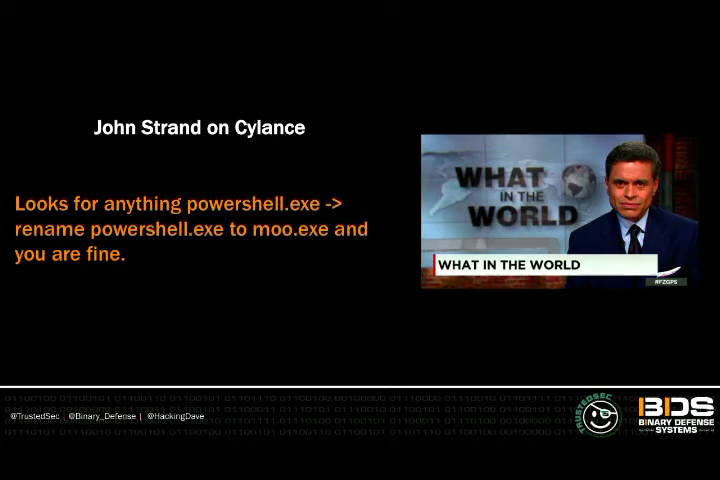 John Strand on Cylance
Looks for anything powershell.exe ->
rename powershell.exe to moo.exe and
you are fine.
WHAT
IN THE
WORLD
WHAT IN THE WORLD
#FZGPS
@TrustedSec | @Binary_Defense | @HackingDave
TRUSTEDSEC
BDS
BINARY DEFENSE
SYSTEMS